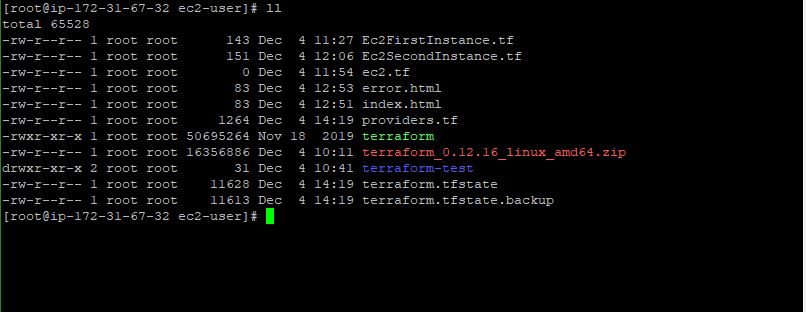 [root@ip-172-31-67-32 ec2-user]# ll
total 65528
-rw-r--r-- 1 root root      143 Dec  4 11:27 Ec2FirstInstance.tf
-rw-r--r-- 1 root root      151 Dec  4 12:06 Ec2SecondInstance.tf
-rw-r--r-- 1 root root        0 Dec  4 11:54 ec2.tf
-rw-r--r-- 1 root root       83 Dec  4 12:53 error.html
-rw-r--r-- 1 root root       83 Dec  4 12:51 index.html
-rw-r--r-- 1 root root     1264 Dec  4 14:19 providers.tf
-rwxr-xr-x 1 root root 50695264 Nov 18  2019 terraform
-rw-r--r-- 1 root root 16356886 Dec  4 10:11 terraform_0.12.16_linux_amd64.zip
drwxr-xr-x 2 root root       31 Dec  4 10:41 terraform-test
-rw-r--r-- 1 root root    11628 Dec  4 14:19 terraform.tfstate
-rw-r--r-- 1 root root    11613 Dec  4 14:19 terraform.tfstate.backup
[root@ip-172-31-67-32 ec2-user]#